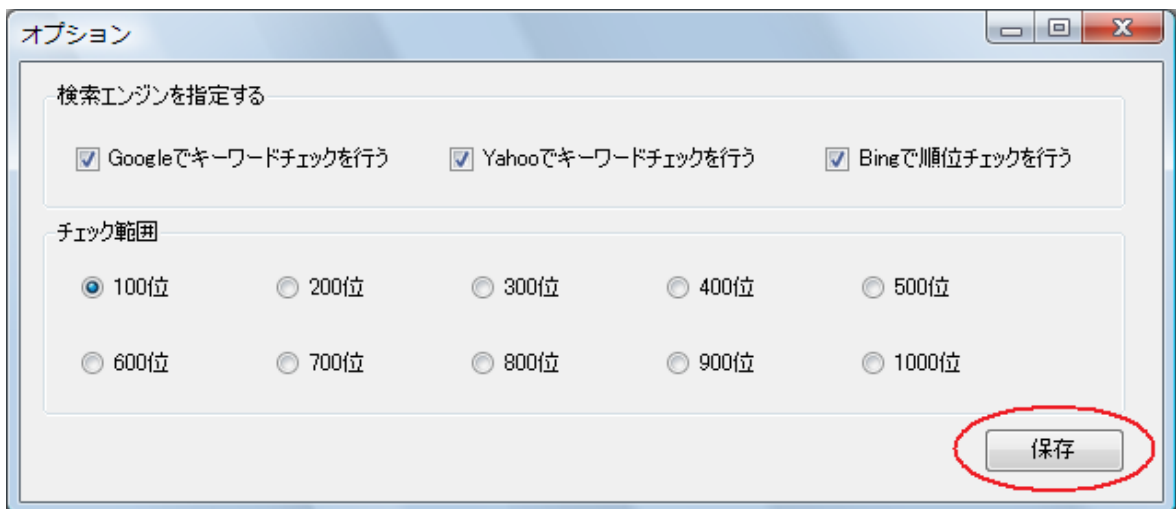 オプション
検索エンジンを指定する
Googleでキーワードチェックを行う Yahooでキーワードチェックを行う Bingで順位チェックを行う
チェック範囲
100位 200位 300位 400位 500位
600位 700位 800位 900位 1000位
保存